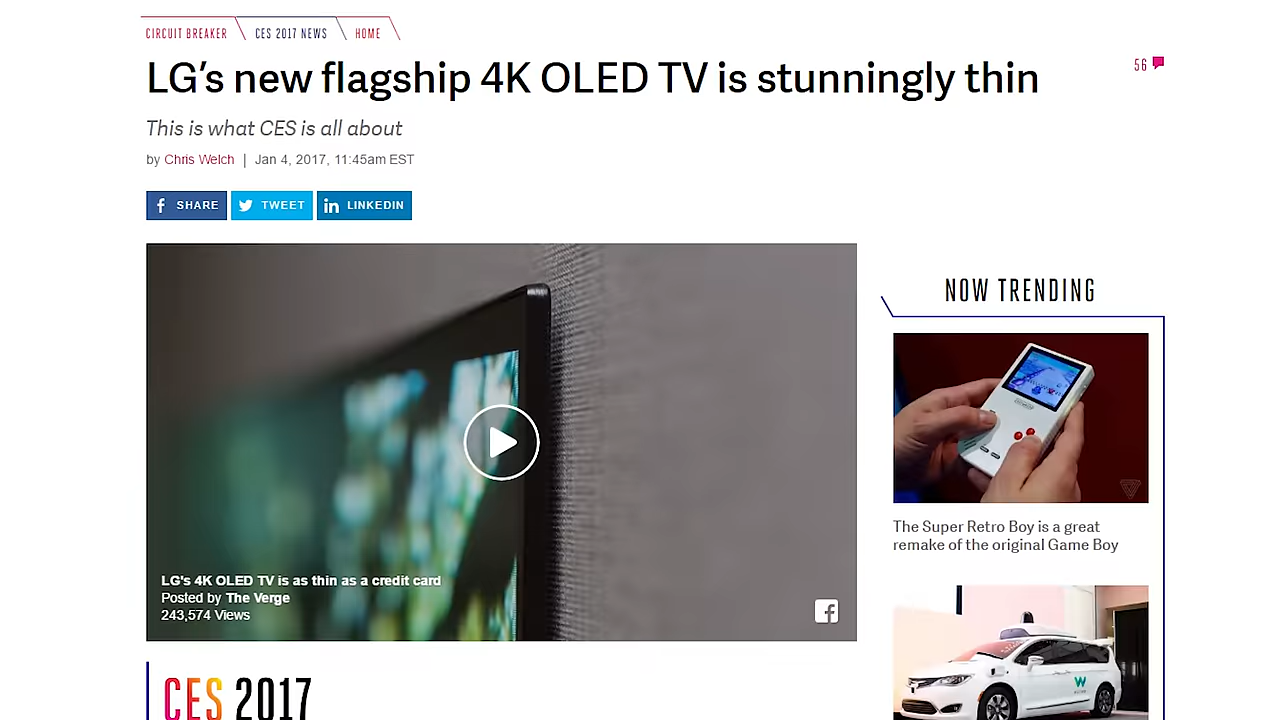 CIRCUIT BREAKER
CES 2017 NEWS
HOME
LG's new flagship 4K OLED TV is stunningly thin
56
This is what CES is all about
by Chris Welch | Jan 4, 2017, 11:45am EST
SHARE
TWEET
LINKEDIN
LG's 4K OLED TV is as thin as a credit card
Posted by The Verge
243,574 Views
CES 2017
NOW TRENDING
The Super Retro Boy is a great
remake of the original Game Boy